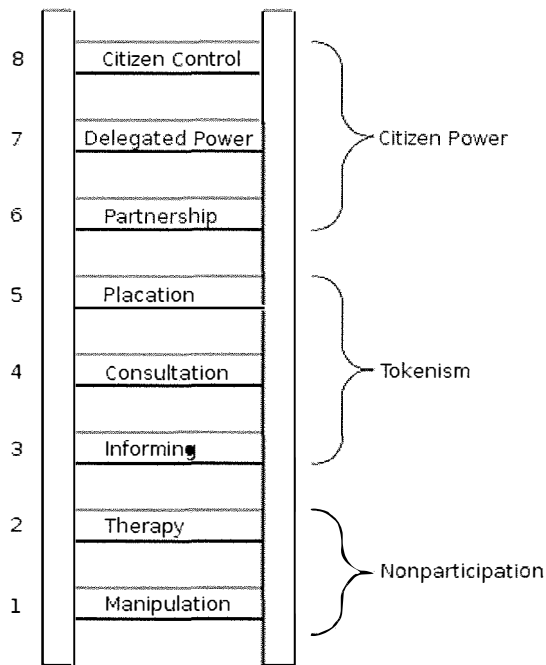 8 Citizen Control
7 Delegated Power Citizen Power
6 Partnership
5 Placation
4 Consultation Tokenism
3 Informing
2 Therapy
Nonparticipation
1 Manipulation